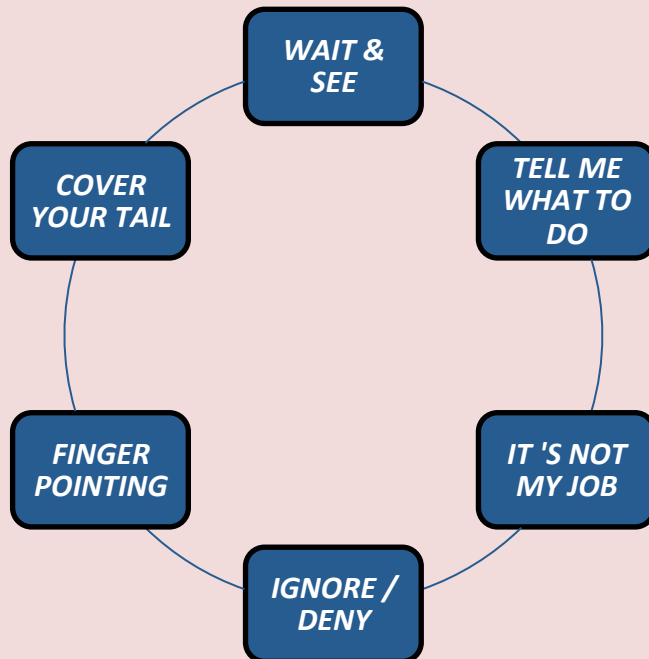 WAIT &
SEE
TELL ME
WHAT TO
DO
IT 'S NOT
MY JOB
IGNORE /
DENY
FINGER
POINTING
COVER
YOUR TAIL